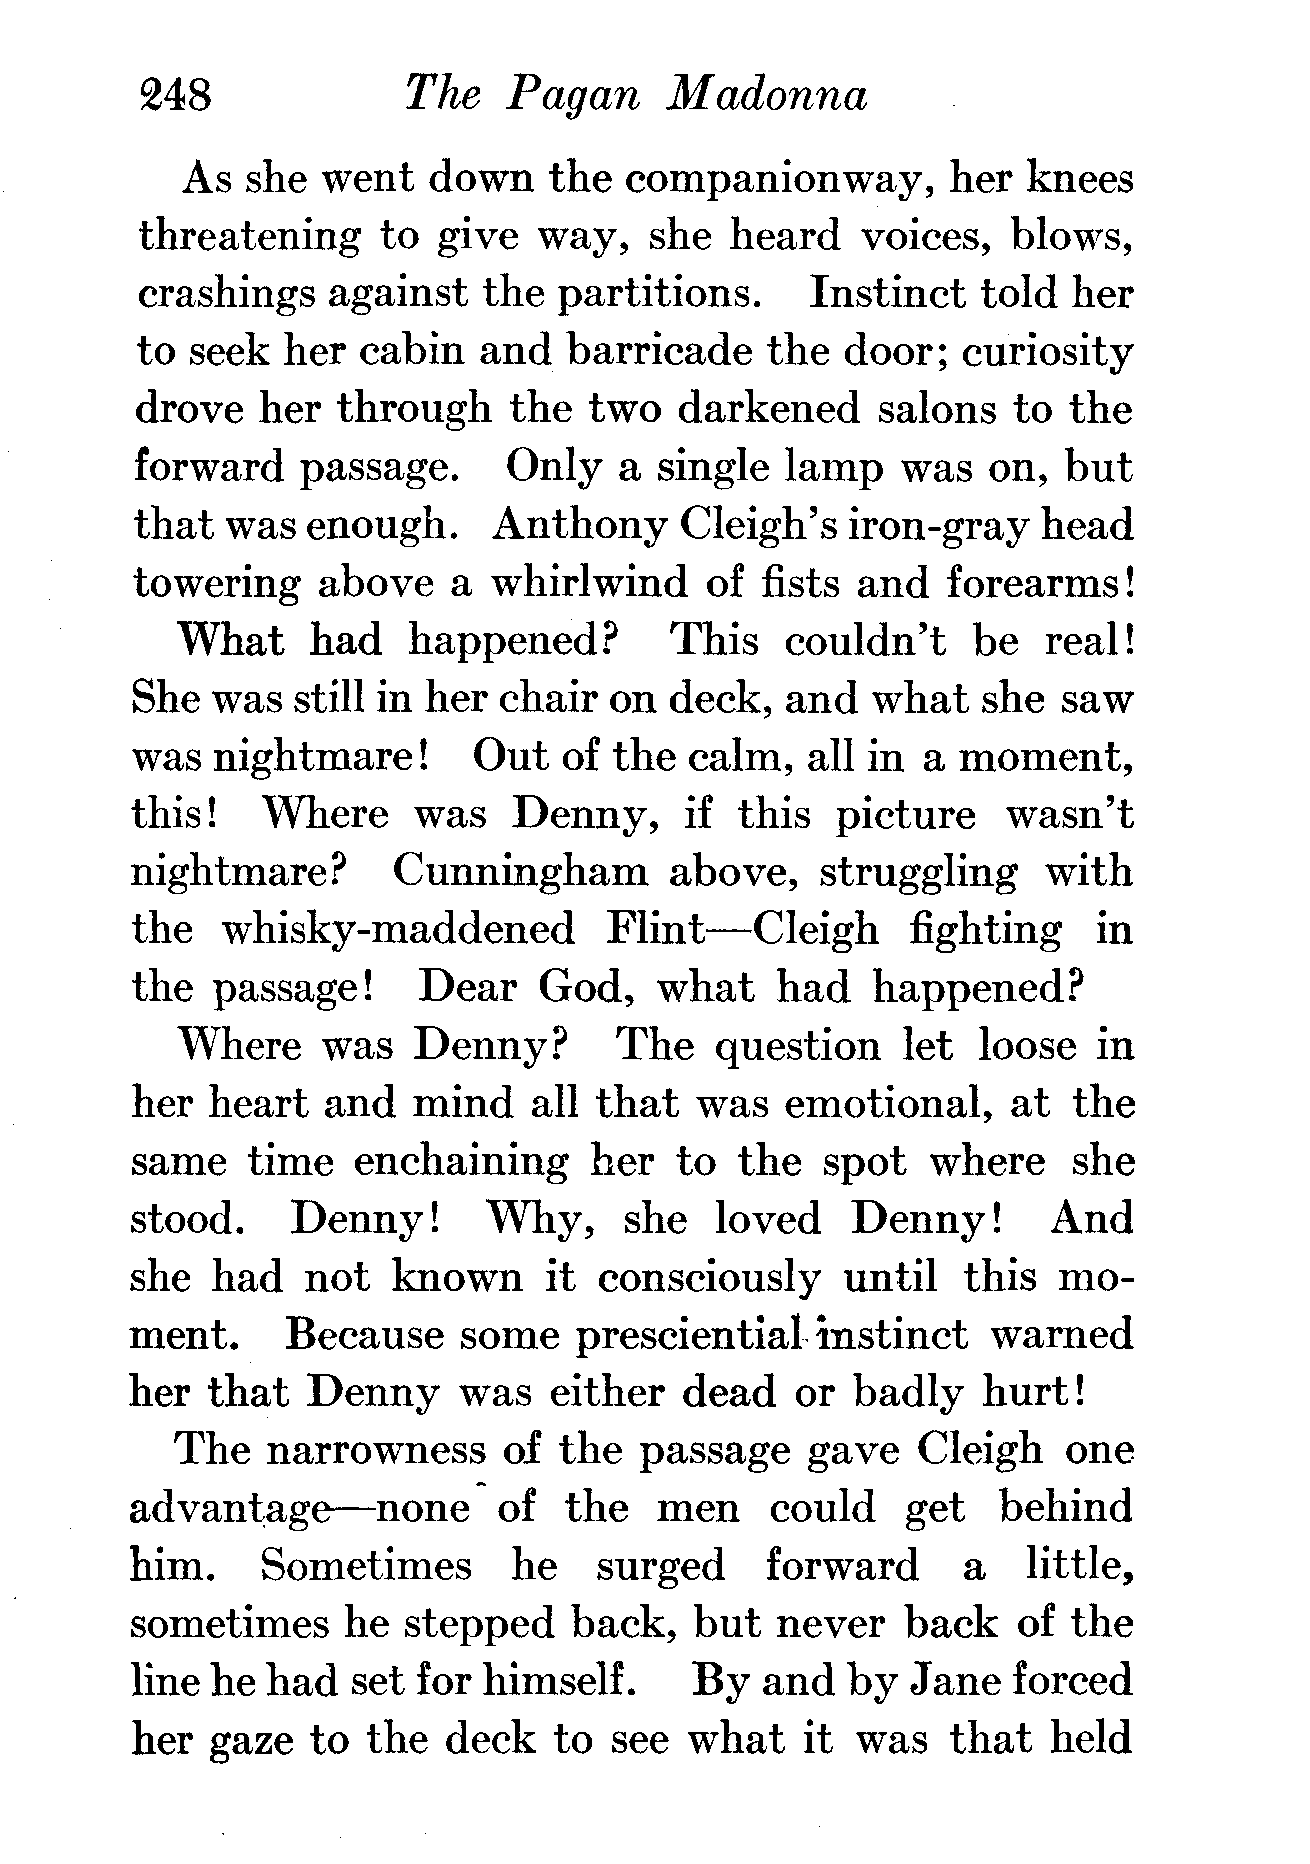 248 The Pagan Madonna
As she went down the companionway, her knees
threatening to give way, she heard voices, blows,
crashings against the partitions. Instinct told her
to seek her cabin and barricade the door; curiosity
drove her through the two darkened salons to the
forward passage. Only a single lamp was on, but
that was enough. Anthony Cleigh's iron-gray head
towering above a whirlwind of fists and forearms!
What had happened? This couldn't be real!
She was still in her chair on deck, and what she saw
was nightmare! Out of the calm, all in a moment,
this! Where was Denny, if this picture wasn't
nightmare? Cunningham above, struggling with
the whisky-maddened Flint—Cleigh fighting in
the passage! Dear God, what had happened?
Where was Denny? The question let loose in
her heart and mind all that was emotional, at the
same time enchaining her to the spot where she
stood. Denny! Why, she loved Denny! And
she had not known it consciously until this mo-
ment. Because some presciential instinct warned
her that Denny was either dead or badly hurt!
The narrowness of the passage gave Cleigh one
advantage—none of the men could get behind
him. Sometimes he surged forward a little,
sometimes he stepped back, but never back of the
line he had set for himself. By and by Jane forced
her gaze to the deck to see what it was that held